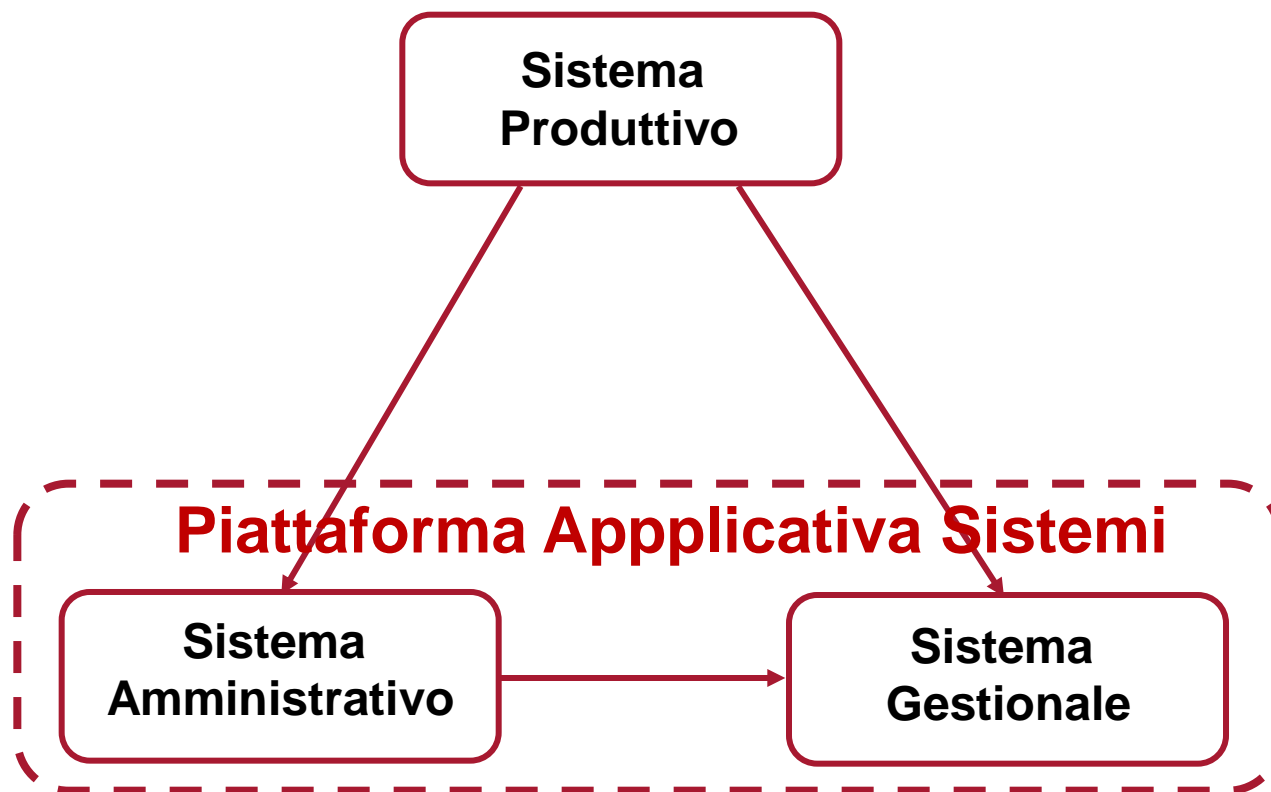 Sistema
Produttivo
Piattaforma Appplicativa Sistemi
Sistema
Amministrativo
Sistema
Gestionale